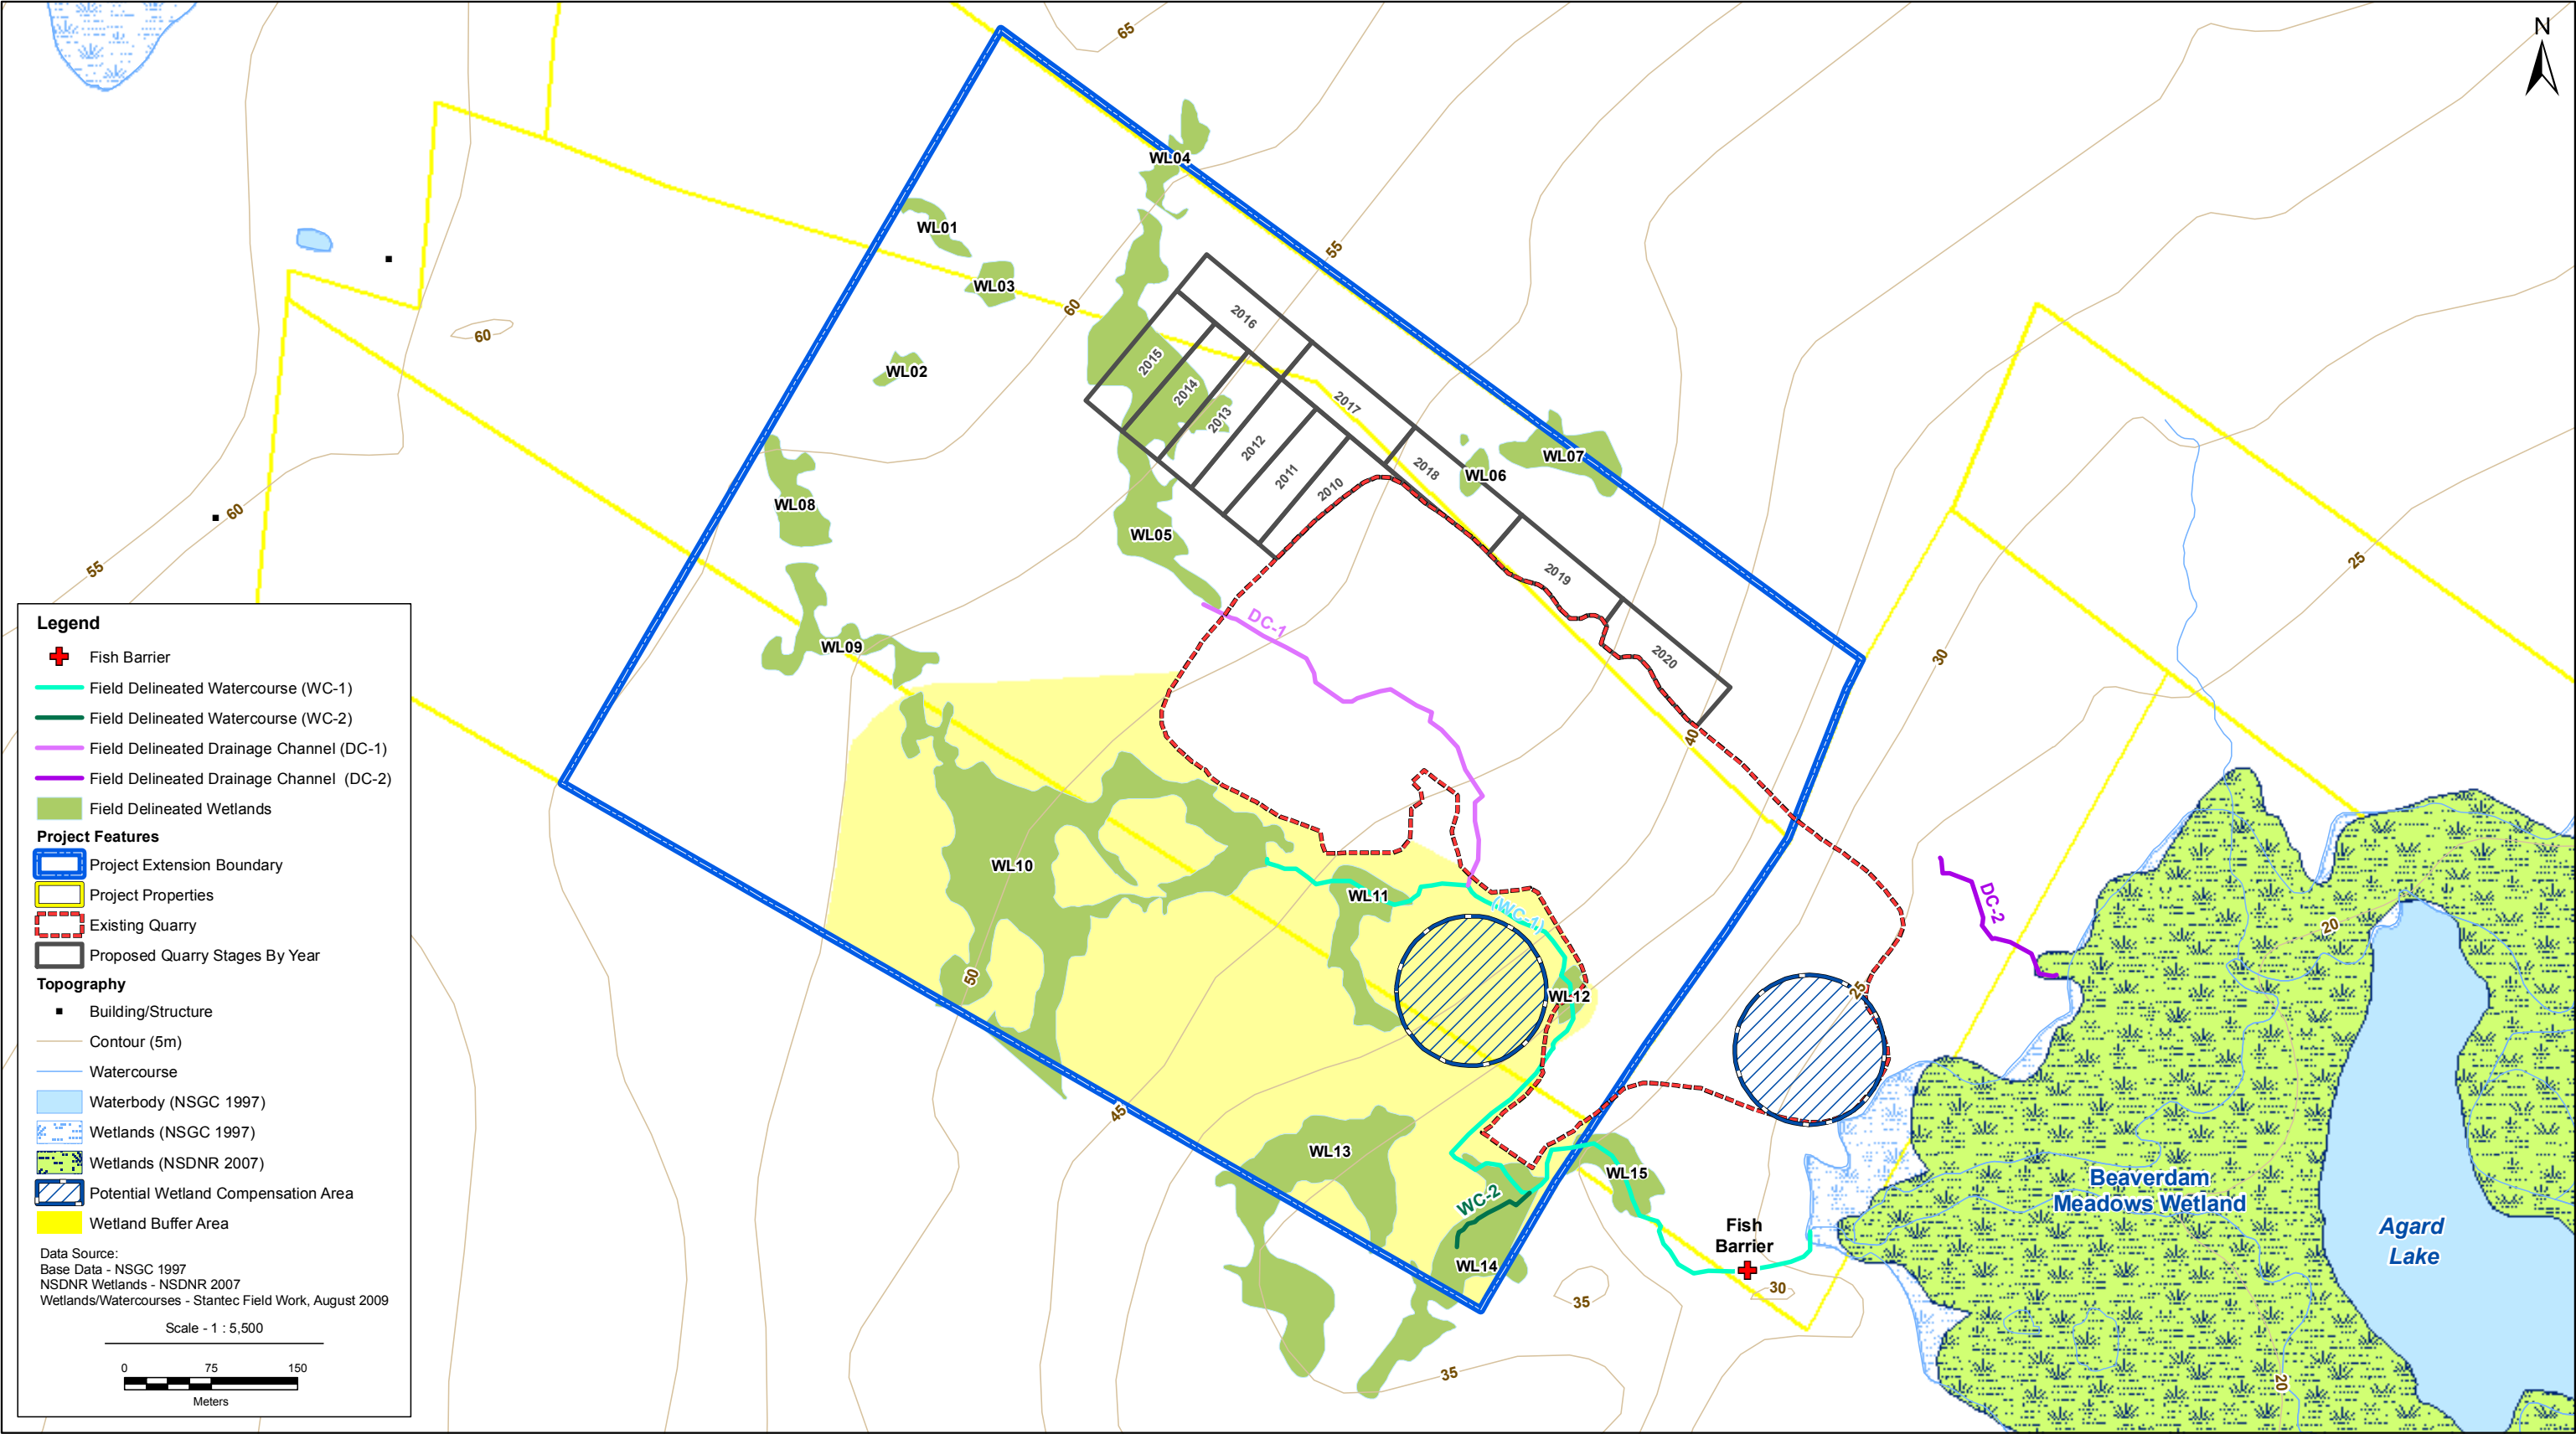 N
65
WL04
WL01
55
WL03
60
2016
60
2015
WL02
2014
2017
2013
2012
WL07
2018
WL06
2011
2010
WL08
60
WL05
55
25
2019
DC-1
WL09
2020
30
40
WL10
WL11
DC-2
(WC-1)
20
50
WL12
25
45
WL13
WL15
WC-2
WL14
Fish
Barrier
30
35
35
Beaverdam
Meadows Wetland
Agard
Lake
20
Legend
Fish Barrier
Field Delineated Watercourse (WC-1)
Field Delineated Watercourse (WC-2)
Field Delineated Drainage Channel (DC-1)
Field Delineated Drainage Channel (DC-2)
Field Delineated Wetlands
Project Features
Project Extension Boundary
Project Properties
Existing Quarry
Proposed Quarry Stages By Year
Topography
Building/Structure
Contour (5m)
Watercourse
Waterbody (NSGC 1997)
Wetlands (NSGC 1997)
Wetlands (NSDNR 2007)
Potential Wetland Compensation Area
Wetland Buffer Area
Data Source:
Base Data - NSGC 1997
NSDNR Wetlands - NSDNR 2007
Wetlands/Watercourses - Stantec Field Work, August 2009
Scale - 1 : 5,500
0 75 150
Meters